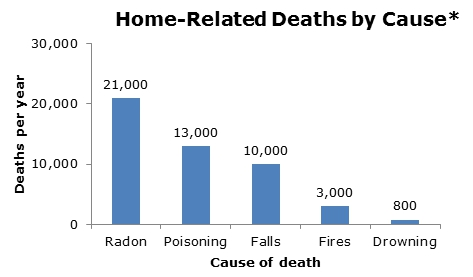 Home-Related Deaths by Cause*
Deaths per year
30,000
20,000
10,000
0
21,000
13,000
10,000
3,000
800
Radon Poisoning Falls Fires Drowning
Cause of death